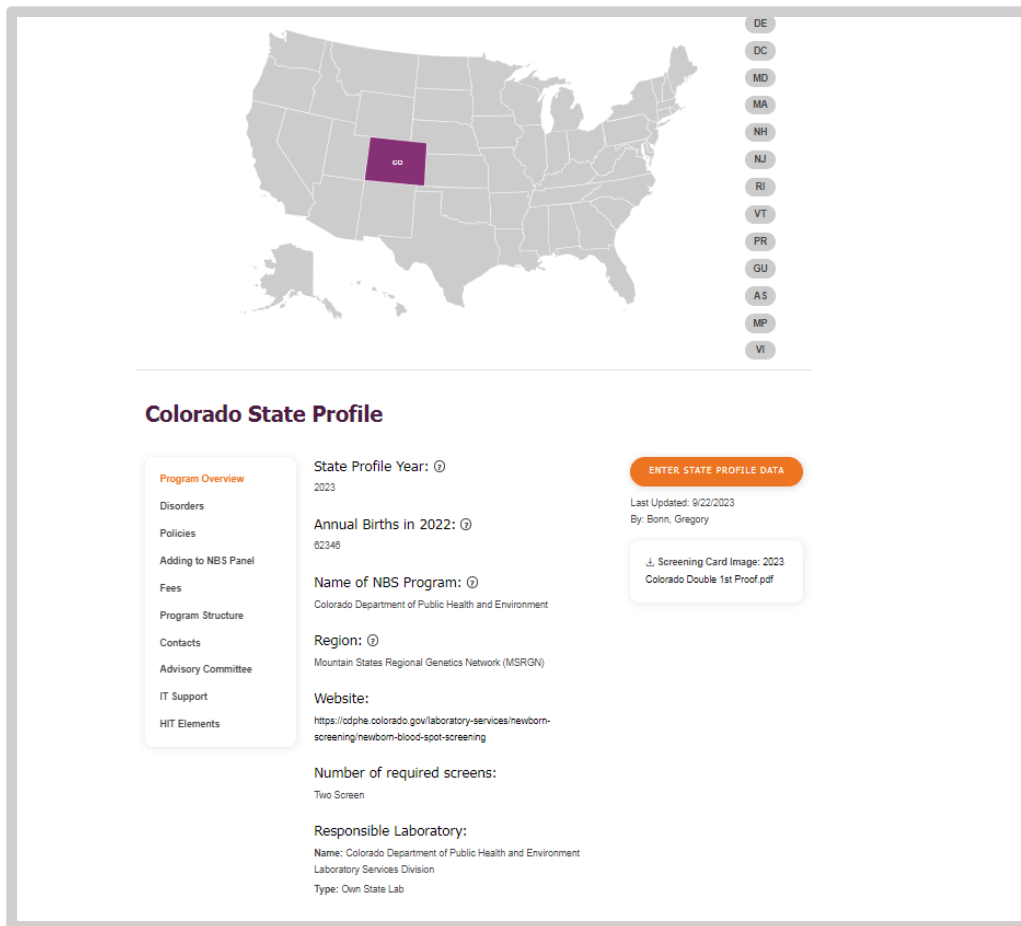 DE
DC
MD
MA
NH
NJ
RI
VT
PR
GU
AS
MP
VI
CO
Colorado State Profile
Program Overview
Disorders
Policies
Adding to NBS Panel
Fees
Program Structure
Contacts
Advisory Committee
IT Support
HIT Elements
State Profile Year: ?
2023
Annual Births in 2022: ?
62346
Name of NBS Program: ?
Colorado Department of Public Health and Environment
Region: ?
Mountain States Regional Genetics Network (MSRGN)
Website:
https://cdphe.colorado.gov/laboratory-services/newborn-
screening/newborn-blood-spot-screening
Number of required screens:
Two Screen
Responsible Laboratory:
Name: Colorado Department of Public Health and Environment
Laboratory Services Division
Type: Own State Lab
ENTER STATE PROFILE DATA
Last Updated: 9/22/2023
By: Bonn, Gregory
Screening Card Image: 2023
Colorado Double 1st Proof.pdf